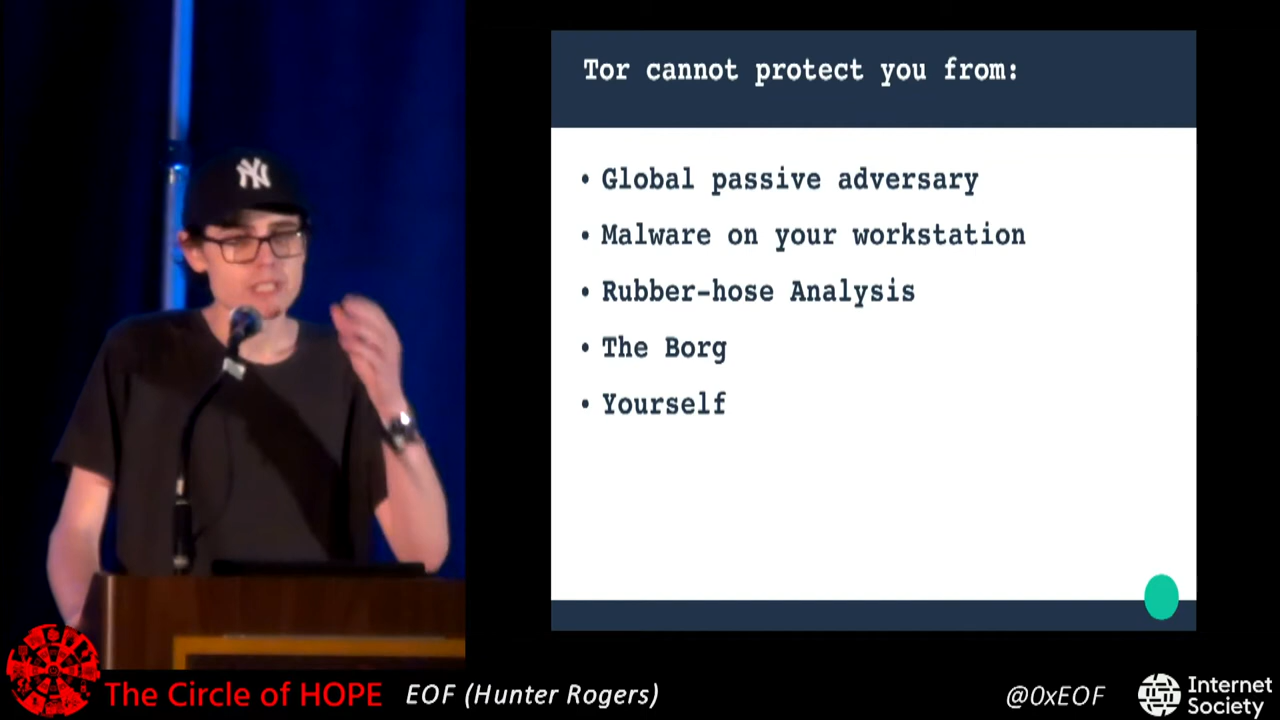 NY
Tor cannot protect you from:
• Global passive adversary
• Malware on your workstation
• Rubber-hose Analysis
• The Borg
• Yourself
The Circle of HOPE
EOF (Hunter Rogers)
@0xEOF
Internet
Society